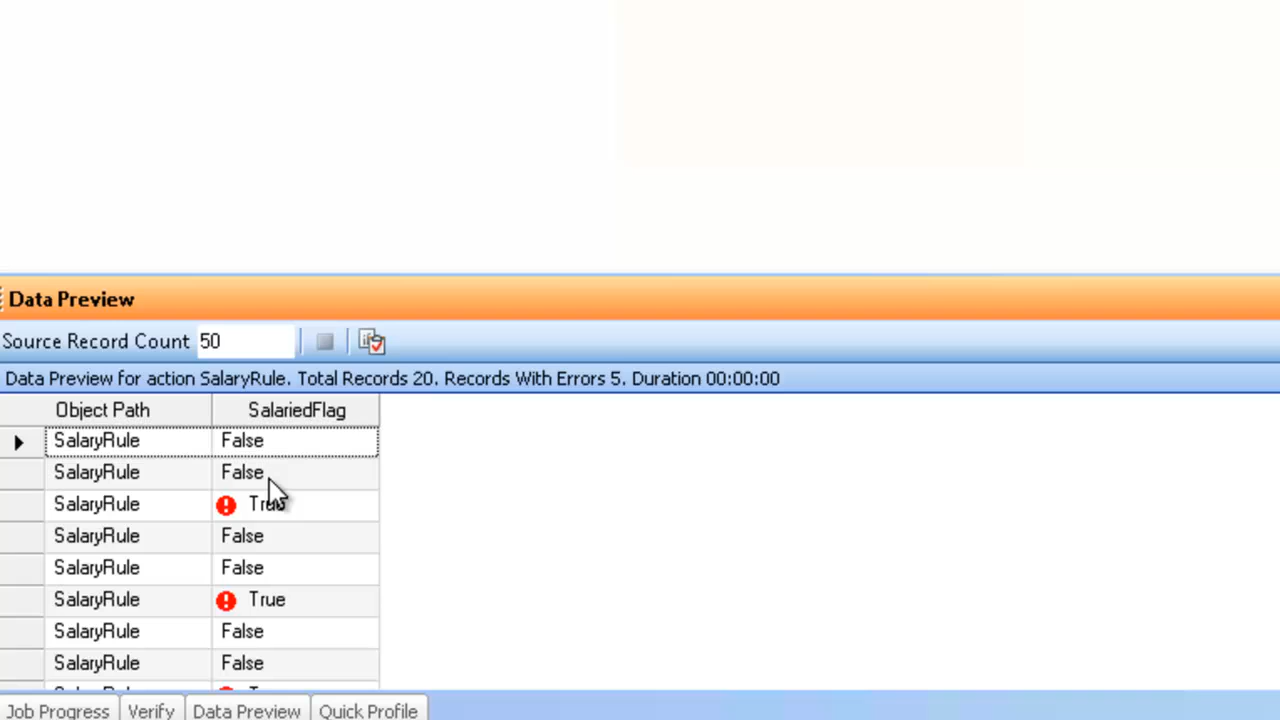 Data Preview
Source Record Count 50
Data Preview for action SalaryRule. Total Records 20. Records With Errors 5. Duration 00:00:00
Object Path SalariedFlag
SalaryRule False
SalaryRule False
SalaryRule True
SalaryRule False
SalaryRule False
SalaryRule True
SalaryRule False
SalaryRule False
Job Progress Verify Data Preview Quick Profile